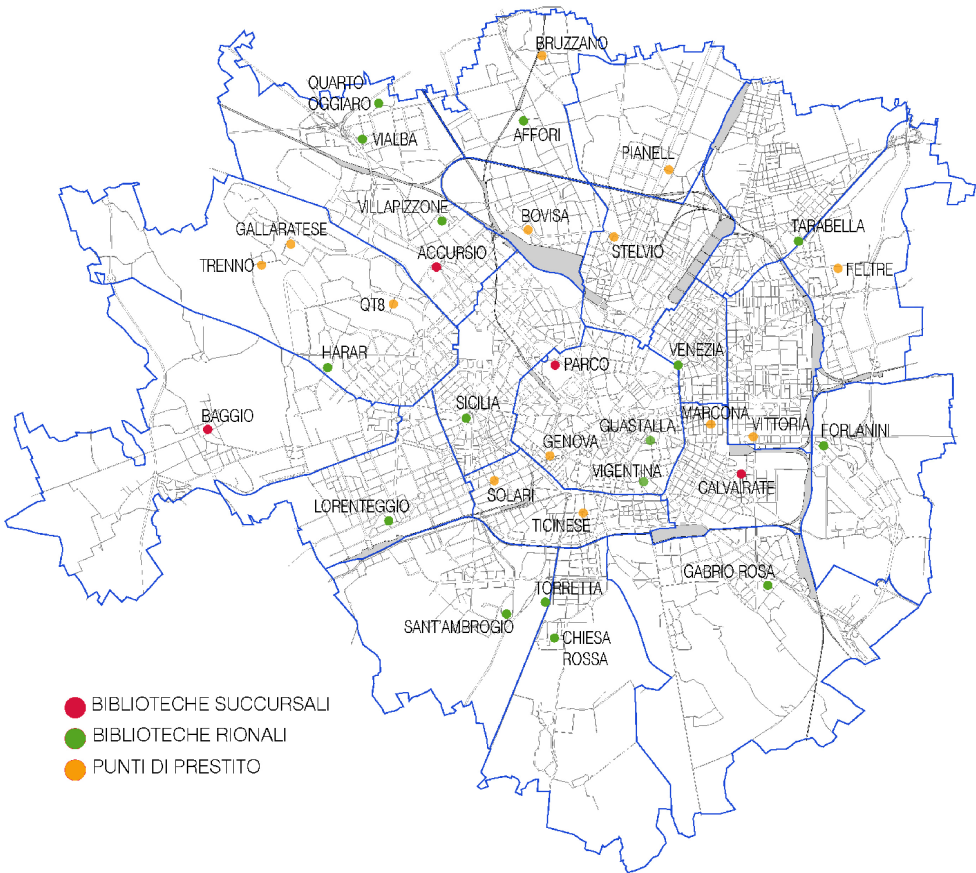 BRUZZANO
QUARTO
OGGIARO
AFFORI
VIALBA
PIANELL
VILLAPIZZONE
BOVISA
TARABELLA
GALLARATESE
STELVIO
ACCURSIO
TRENNO
FELTRE
QT8
HARAR
PARCO
VENEZIA
SICILIA
BAGGIO
MARCONA
GUASTALLA
VITTORIA
FORLANINI
GENOVA
VIGENTINA
CALVAIRATE
SOLARI
LORENTEGGIO
TICINESE
GABRIO ROSA
TORRETTA
SANT'AMBROGIO
CHIESA
ROSSA
BIBLIOTECHE SUCCURSALI
BIBLIOTECHE RIONALI
PUNTI DI PRESTITO